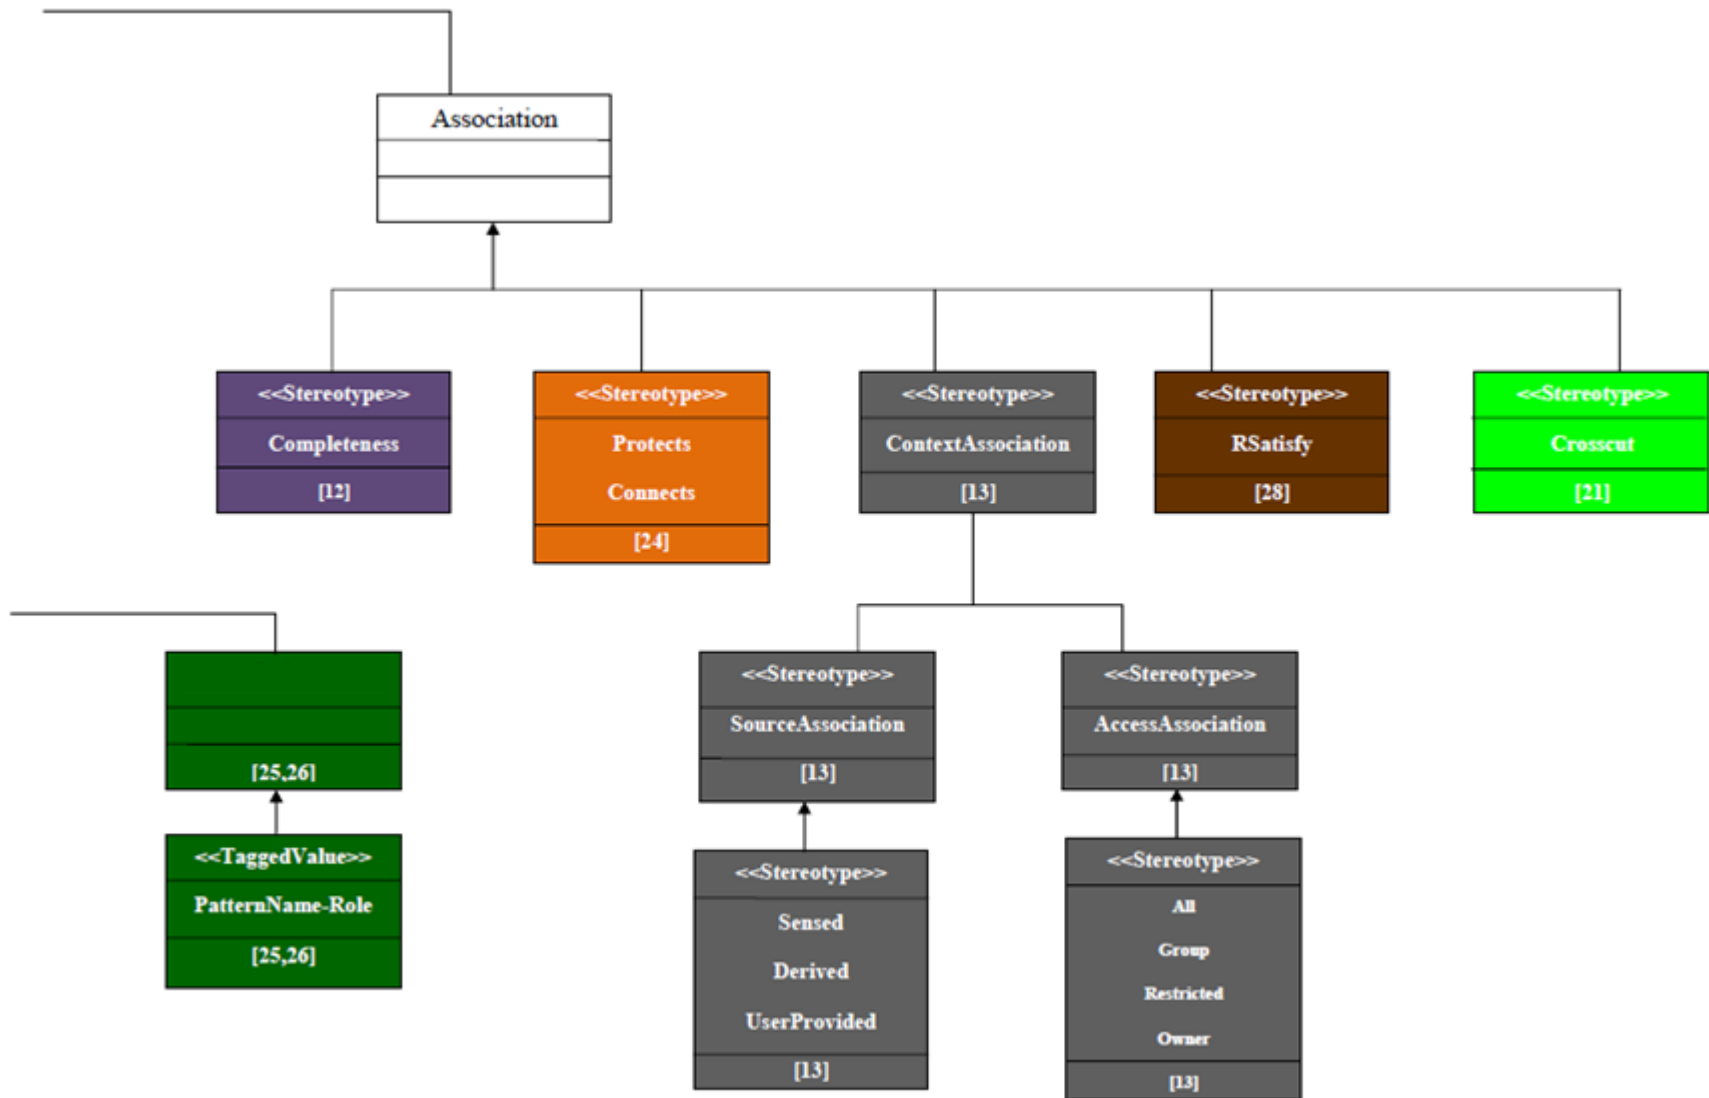 Association
<<Stereotype>>
Completeness
[12]
<<Stereotype>>
Protects
Connects
[24]
<<Stereotype>>
ContextAssociation
[13]
<<Stereotype>>
RSatisfy
[28]
<<Stereotype>>
Crosscut
[21]
[25,26]
<<TaggedValue>>
PatternName-Role
[25,26]
<<Stereotype>>
SourceAssociation
[13]
<<Stereotype>>
AccessAssociation
[13]
<<Stereotype>>
Sensed
Derived
UserProvided
[13]
<<Stereotype>>
All
Group
Restricted
Owner
[13]